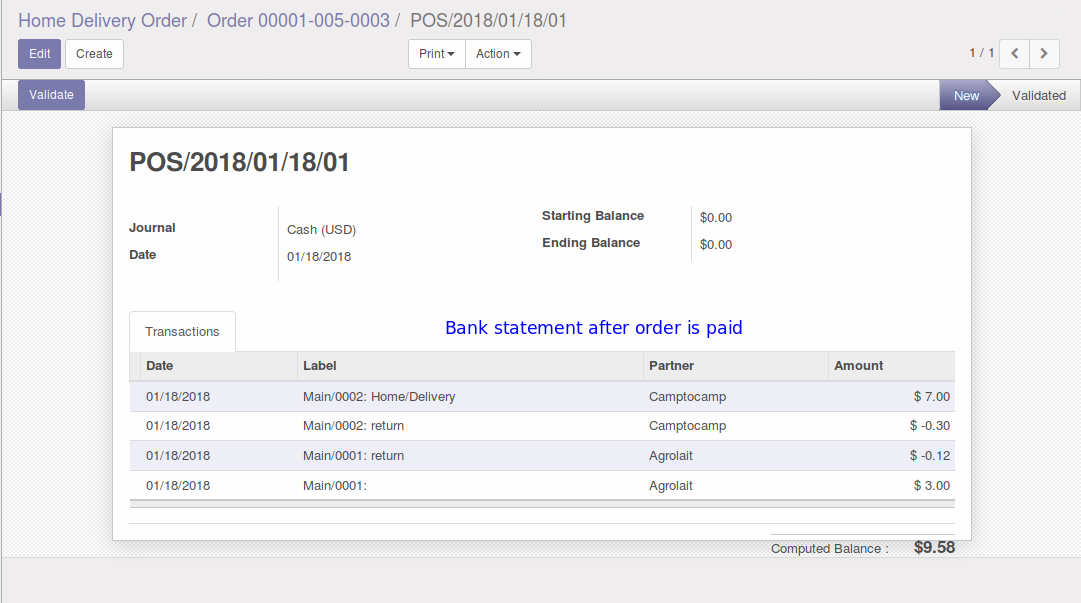 Home Delivery Order / Order 00001-005-0003 / POS/2018/01/18/01
Edit Create Print Action 1 / 1
Validate New Validated
POS/2018/01/18/01
Journal Cash (USD)
Date 01/18/2018
Starting Balance $0.00
Ending Balance $0.00
Transactions
Bank statement after order is paid
Date Label Partner Amount
01/18/2018 Main/0002: Home/Delivery Camptocamp $ 7.00
01/18/2018 Main/0002: return Camptocamp $ -0.30
01/18/2018 Main/0001: return Agrolait $ -0.12
01/18/2018 Main/0001: Agrolait $ 3.00
Computed Balance : $9.58